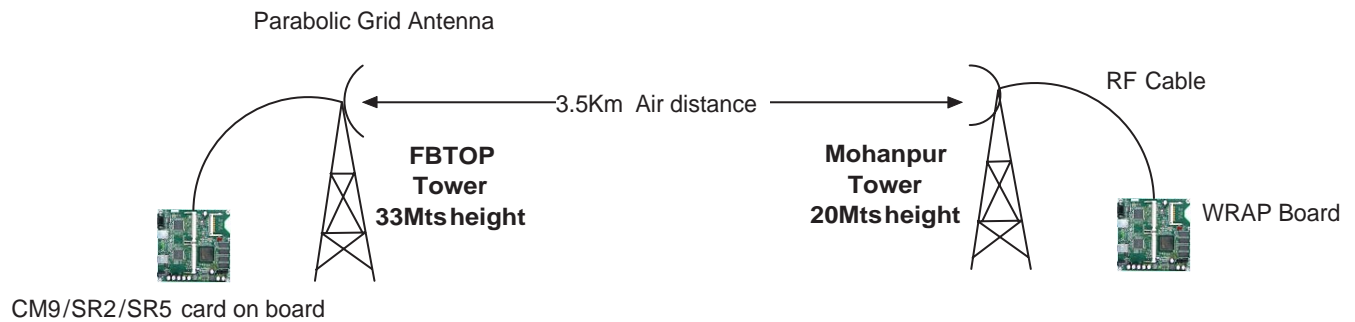 Parabolic Grid Antenna
3.5Km Air distance
RF Cable
FBTOP
Tower
33Mts height
Mohanpur
Tower
20Mts height
WRAP Board
CM9/SR2/SR5 card on board